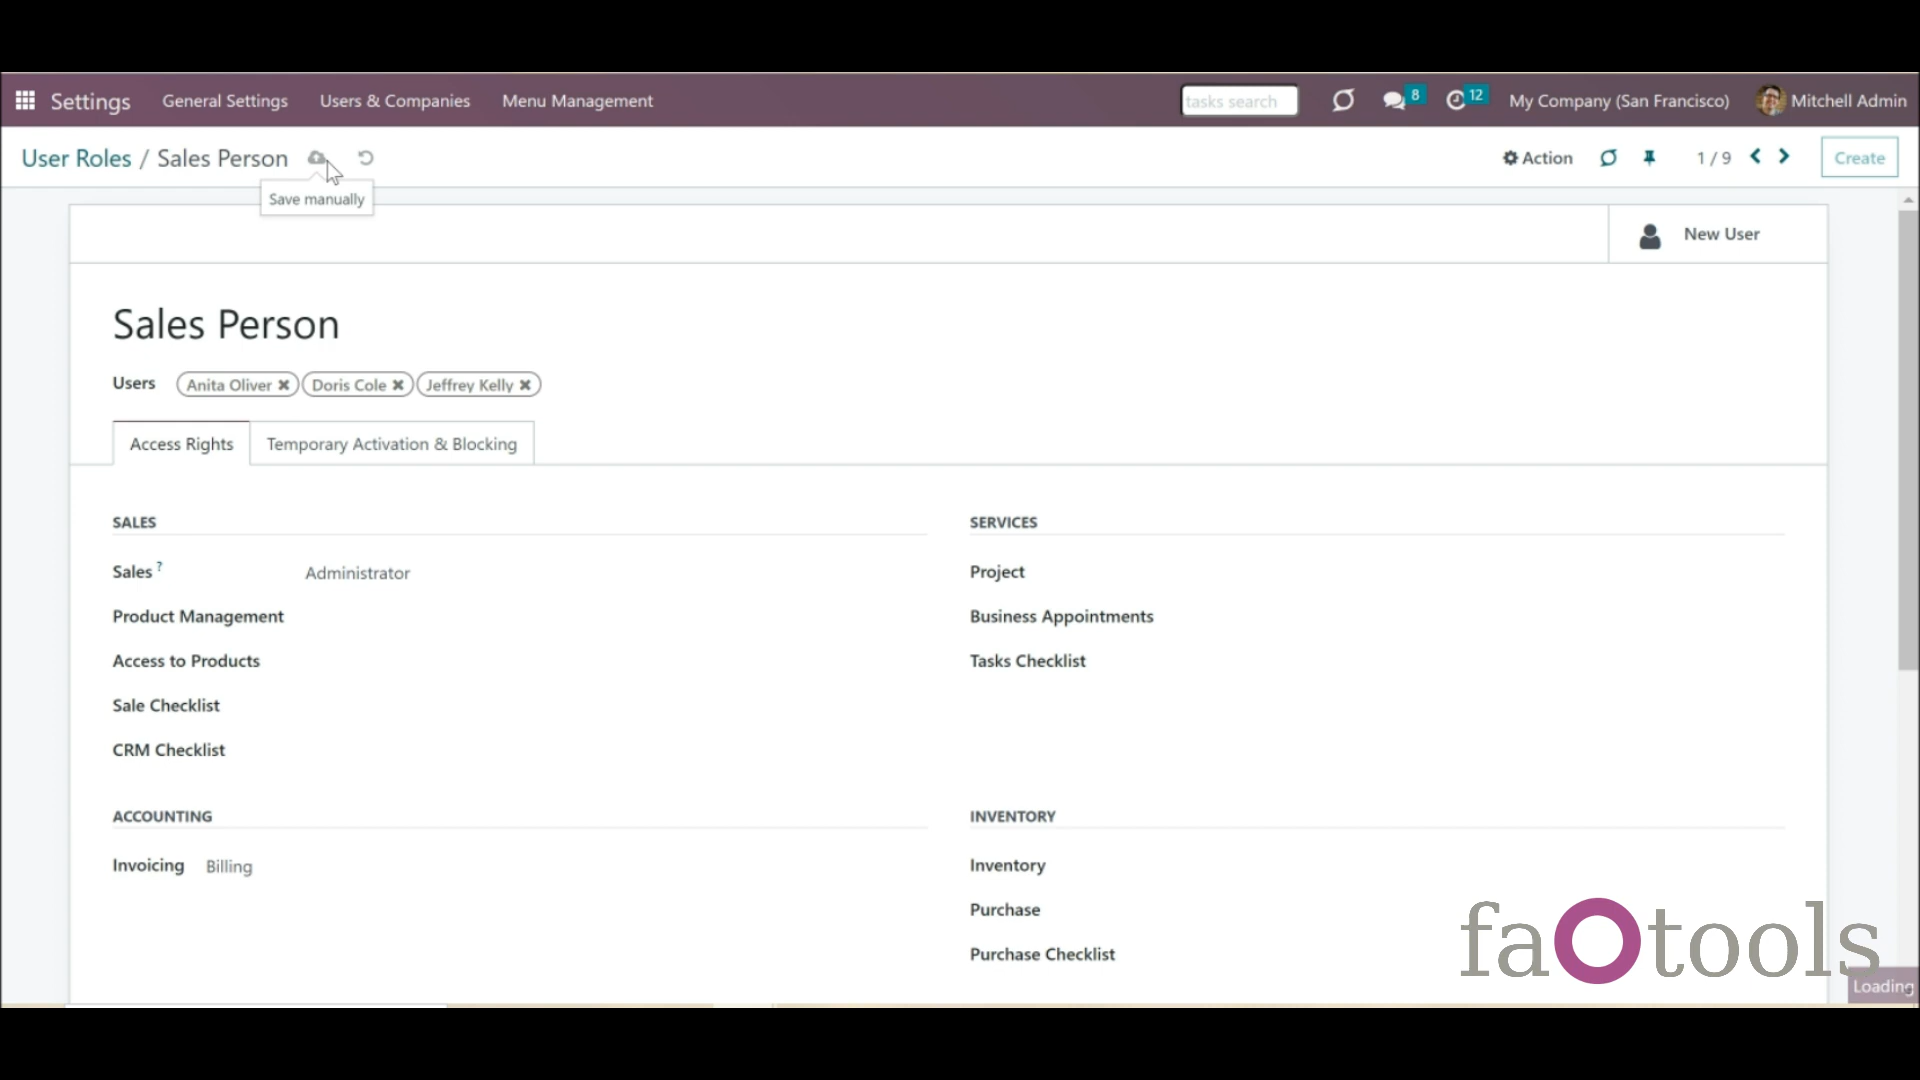 Settings General Settings Users & Companies Menu Management tasks search 8 12 My Company (San Francisco) Mitchell Admin
User Roles / Sales Person Action 1 / 9 Create
Save manually
New User
Sales Person
Users Anita Oliver ✖ Doris Cole ✖ Jeffrey Kelly ✖
Access Rights Temporary Activation & Blocking
SALES
Sales ? Administrator
Product Management
Access to Products
Sale Checklist
CRM Checklist
SERVICES
Project
Business Appointments
Tasks Checklist
ACCOUNTING
Invoicing Billing
INVENTORY
Inventory
Purchase
Purchase Checklist
faOtools
Loading